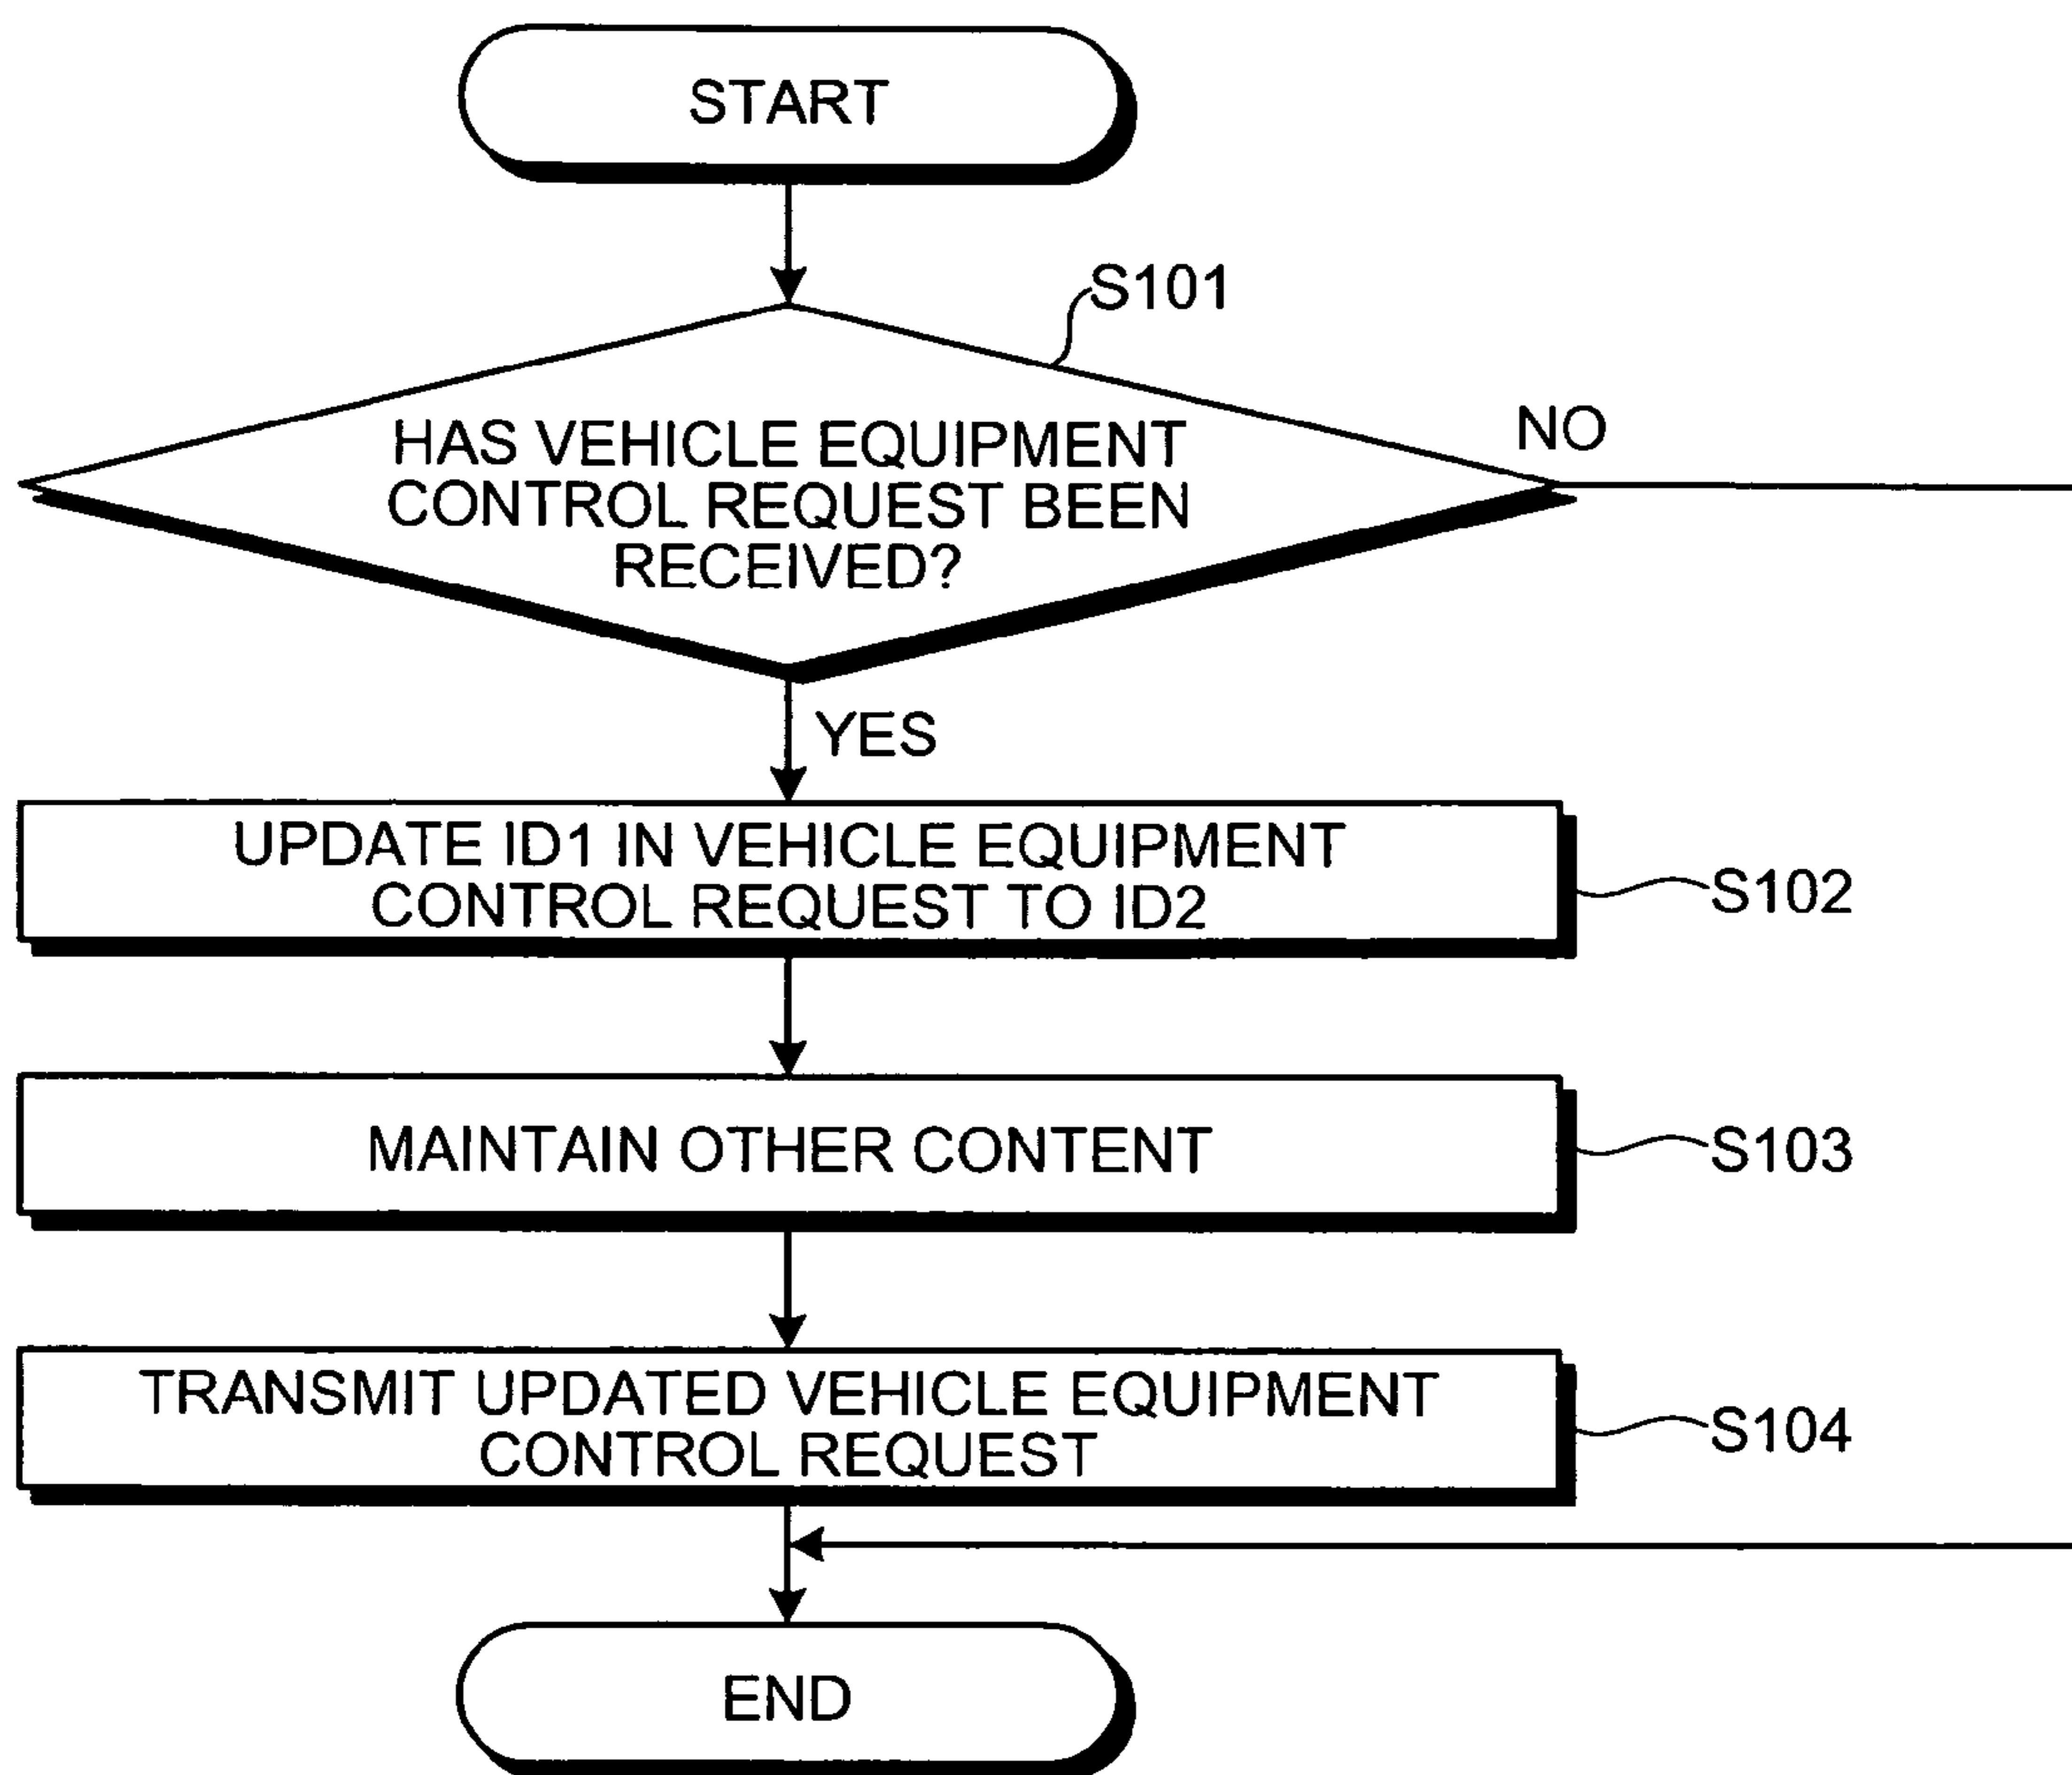 START
S101
HAS VEHICLE EQUIPMENT
CONTROL REQUEST BEEN
RECEIVED?
NO
YES
UPDATE ID1 IN VEHICLE EQUIPMENT
CONTROL REQUEST TO ID2
S102
MAINTAIN OTHER CONTENT
S103
TRANSMIT UPDATED VEHICLE EQUIPMENT
CONTROL REQUEST
S104
END